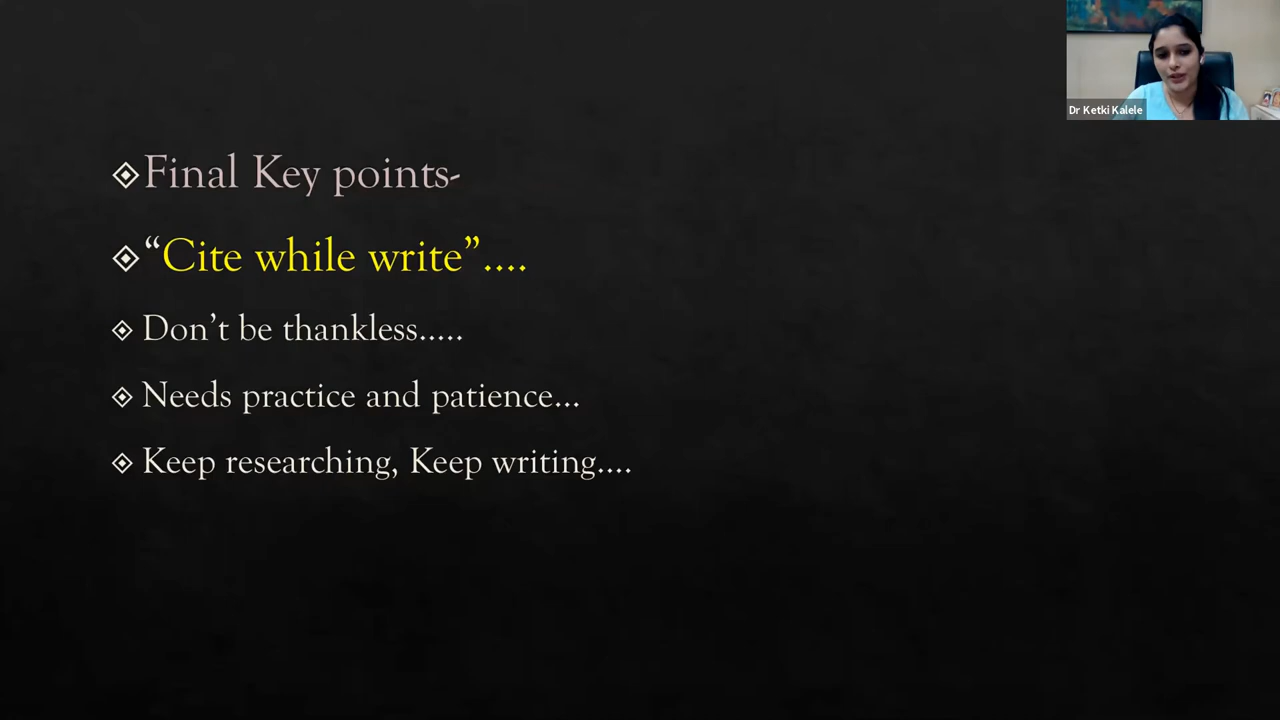 Final Key points-
“Cite while write”....
Don’t be thankless.....
Needs practice and patience...
Keep researching, Keep writing....
Dr Ketki Kalele